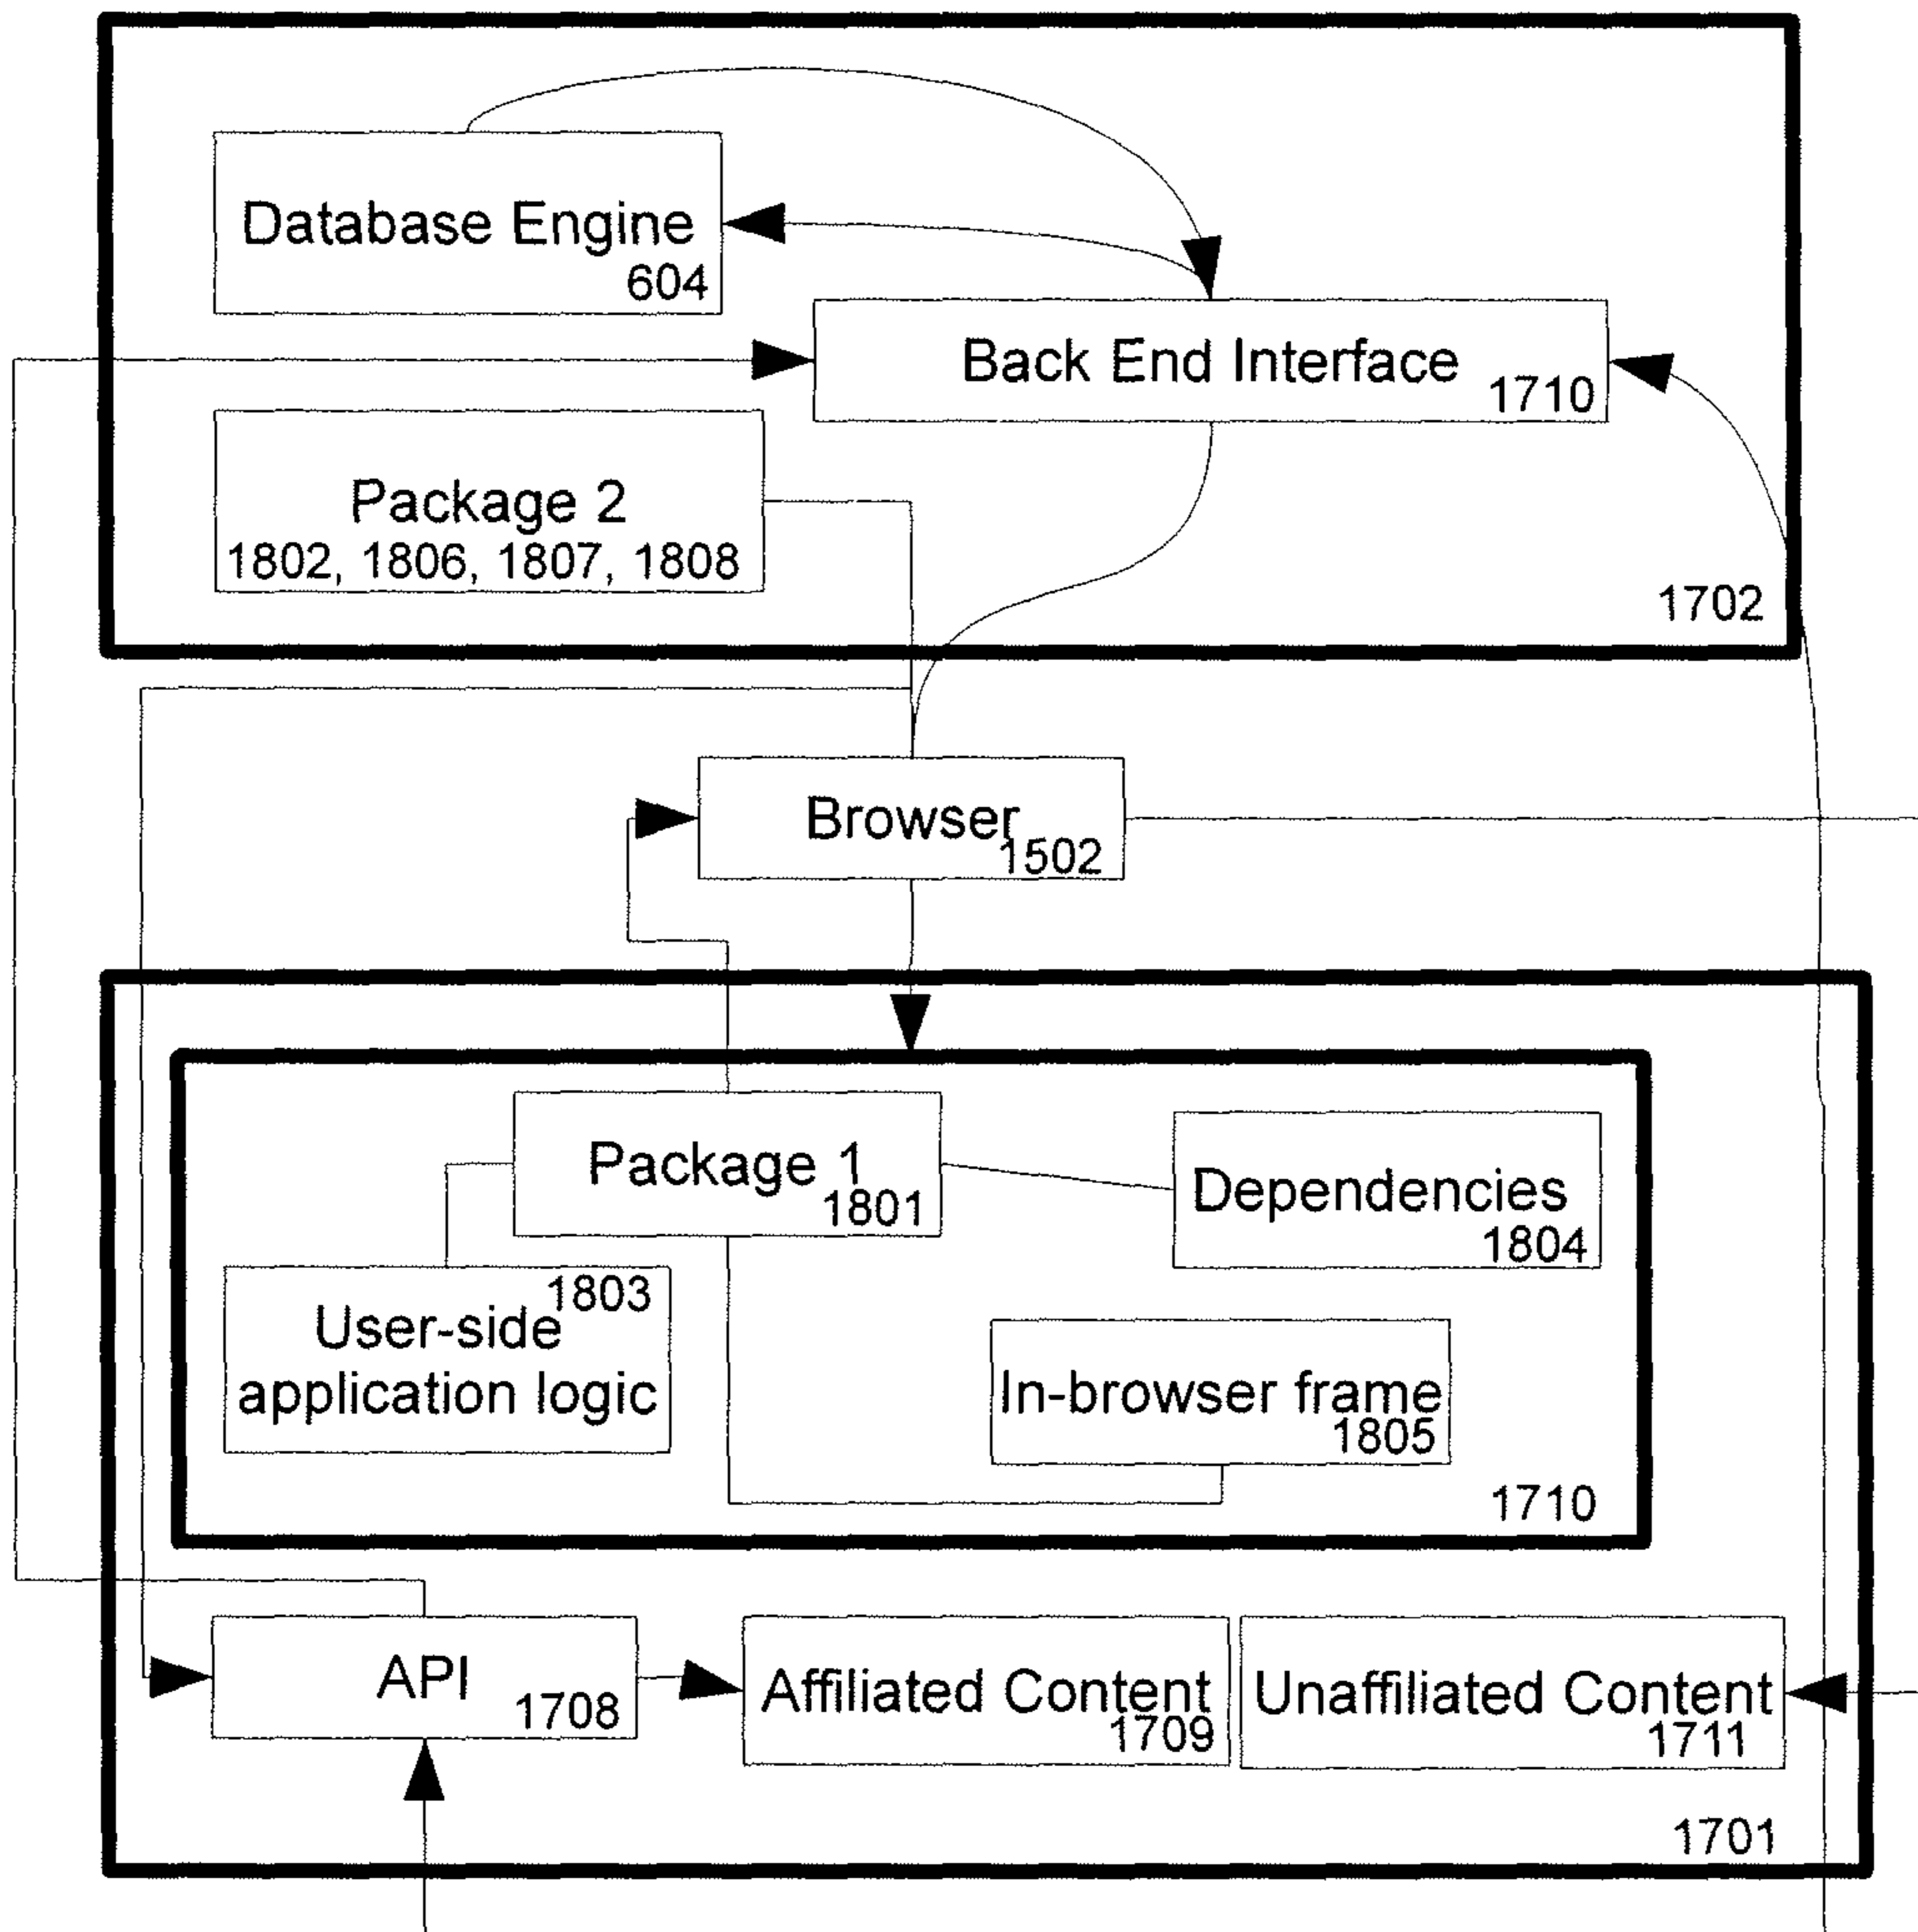 Database Engine
604
Back End Interface
1710
Package 2
1802, 1806, 1807, 1808
1702
Browser
1502
Package 1
1801
Dependencies
1804
1803
User-side
application logic
In-browser frame
1805
1710
API
1708
Affiliated Content
1709
Unaffiliated Content
1711
1701